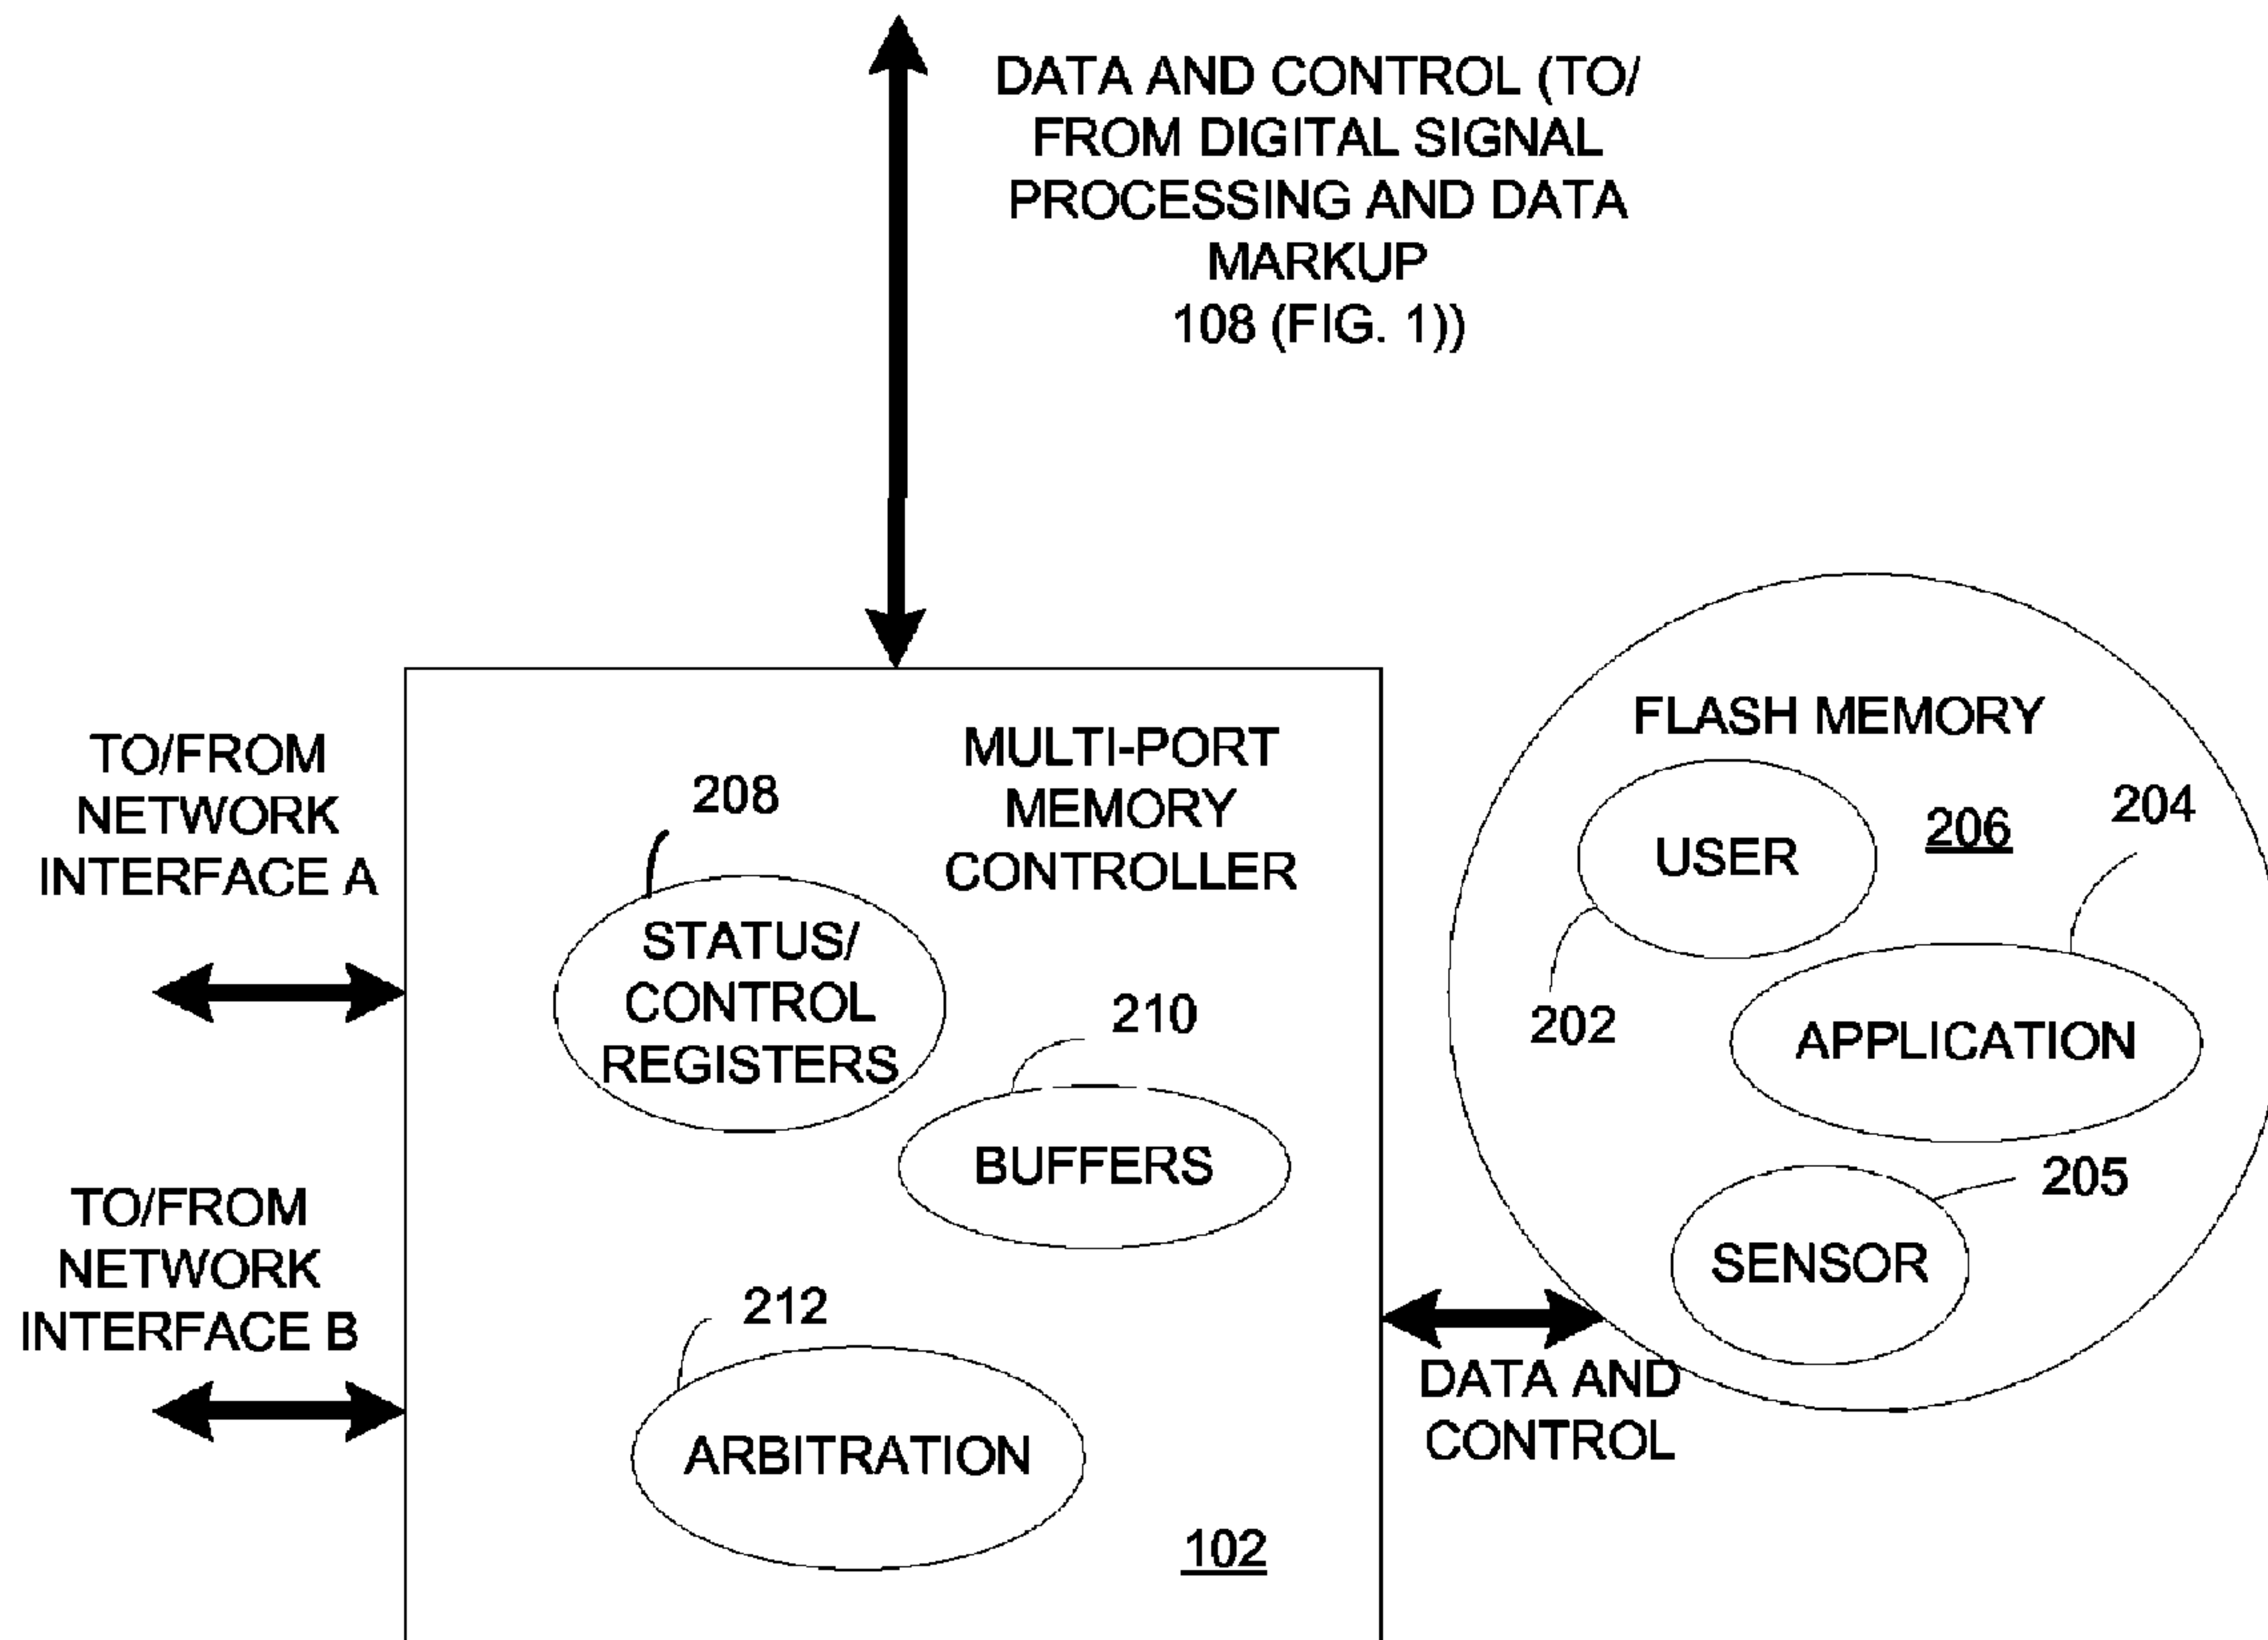 DATA AND CONTROL (TO/
FROM DIGITAL SIGNAL
PROCESSING AND DATA
MARKUP
108 (FIG. 1))
TO/FROM
NETWORK
INTERFACE A
TO/FROM
NETWORK
INTERFACE B
MULTI-PORT
MEMORY
CONTROLLER
208
STATUS/
CONTROL
REGISTERS
210
BUFFERS
212
ARBITRATION
102
DATA AND
CONTROL
FLASH MEMORY
206
USER
202
204
APPLICATION
205
SENSOR